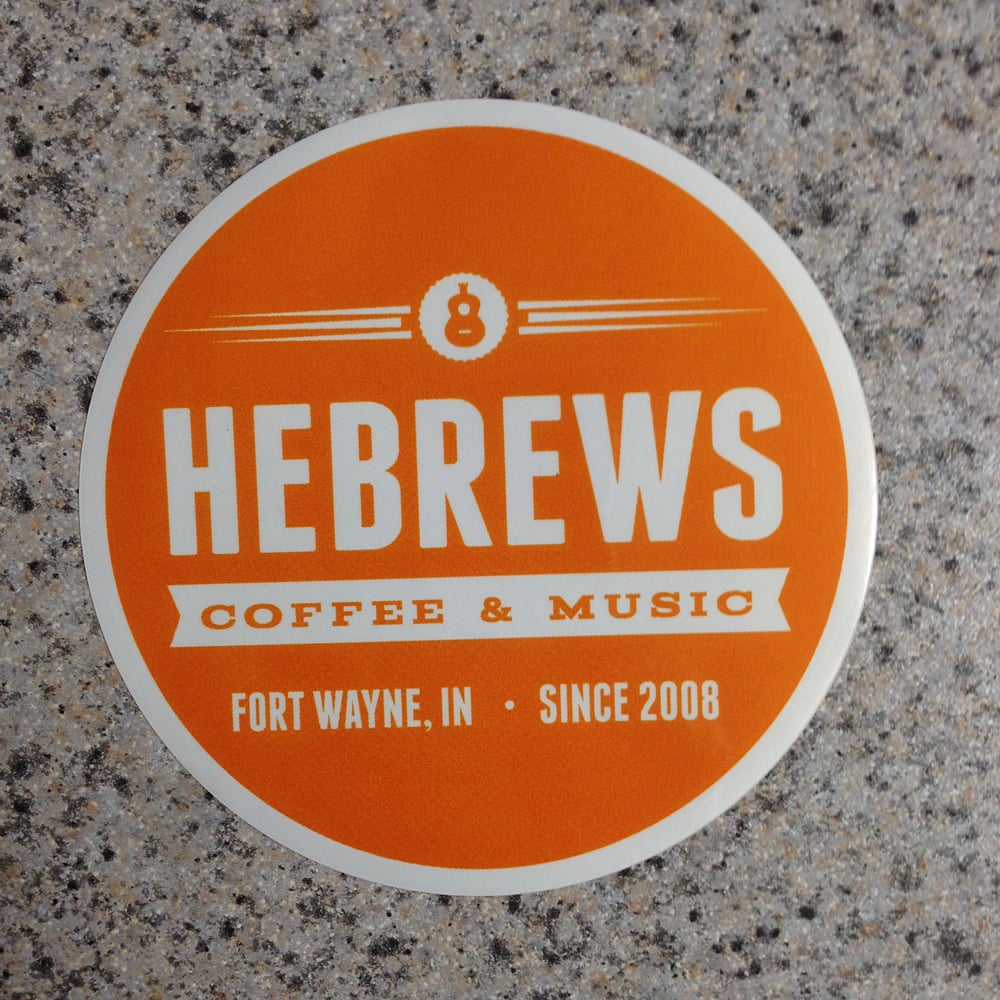 HEBREWS
COFFEE & MUSIC
FORT WAYNE, IN • SINCE 2008